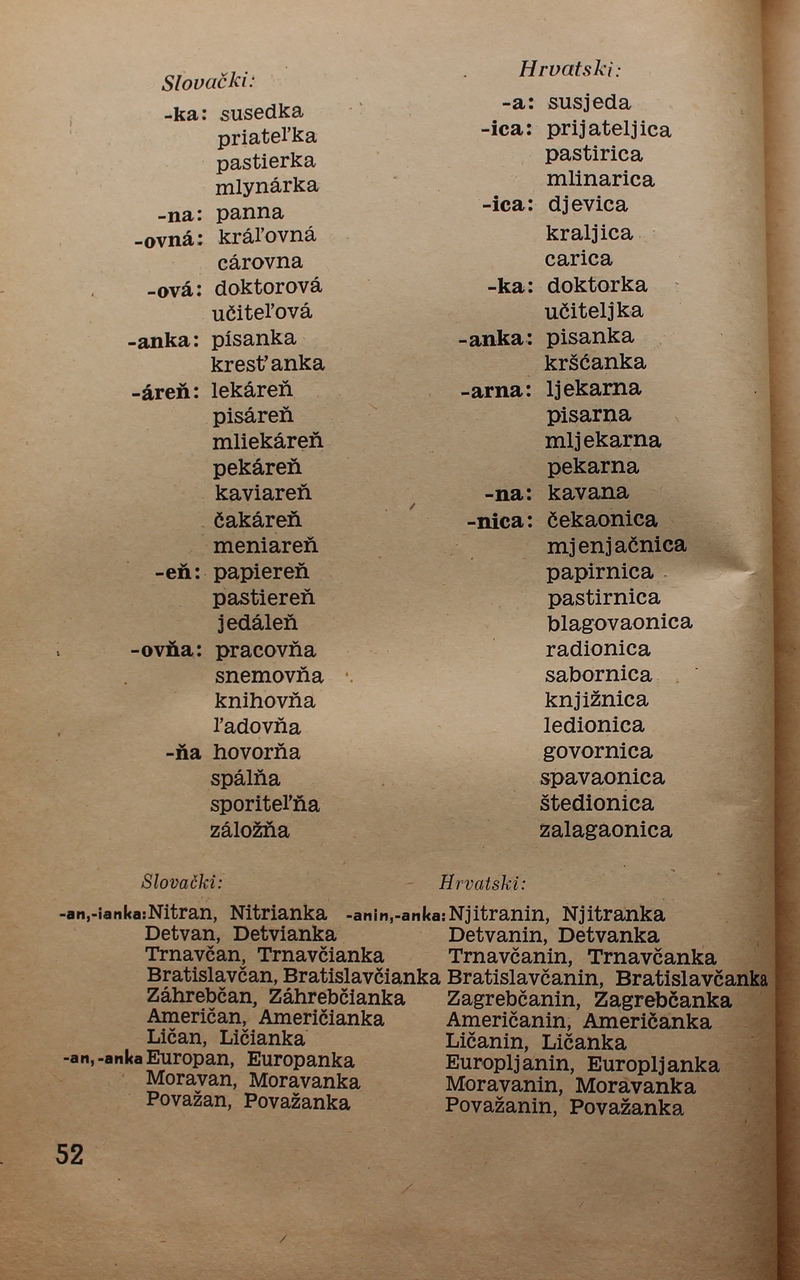 Slovački: Hrvatski:
-ka: susedka -a: susjeda
priateľka -ica: prijateljica
pastierka pastirica
mlynárka mlinarica
-na: panna -ica: djevica
-ovná: kráľovná kraljica
cárovna carica
-ová: doktorová -ka: doktorka
učiteľová učiteljka
-anka: písanka -anka: pisanka
kresťanka kršćanka
-áreň: lekáreň -arna: ljekarna
pisáreň pisarna
mliekáreň mljekarna
pekáreň pekarna
kaviareň -na: kavana
čakáreň -nica: čekaonica
meniareň mjenjačnica
-eň: papiereň papirnica
pastiereň pastirnica
jedáleň blagovaonica
-ovňa: pracovňa radionica
snemovňa sabornica
knihovňa knjižnica
ľadovňa ledionica
-ňa hovorňa govornica
spálňa spavaonica
sporiteľňa štedionica
záložňa zalagaonica
Slovački: Hrvatski:
-an,-ianka: Nitran, Nitrianka -anin,-anka: Njitranin, Njitranka
Detvan, Detvianka Detvanin, Detvanka
Trnavčan, Trnavčianka Trnavčanin, Trnavčanka
Bratislavčan, Bratislavčianka Bratislavčanin, Bratislavčanka
Záhrebčan, Záhrebčianka Zagrebčanin, Zagrebčanka
Američan, Američianka Američanin, Američanka
Ličan, Ličianka Ličanin, Ličanka
-an,-anka Europan, Europanka Europljanin, Europljanka
Moravan, Moravanka Moravanin, Moravanka
Považan, Považanka Považanin, Považanka
52